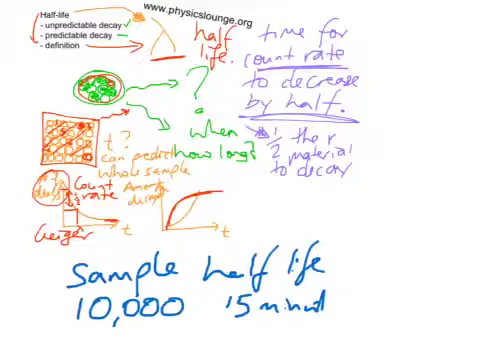 www.physicslounge.org
Half-life
- unpredictable decay
- predictable decay
- definition
half
life.
time for
count rate
to decrease
by half.
?
when
how long?
t ?
can predict
whole sample
1
2 material
to decay
Count
rate
Amount
t
t
Geiger
Sample half life
10,000 15 minut